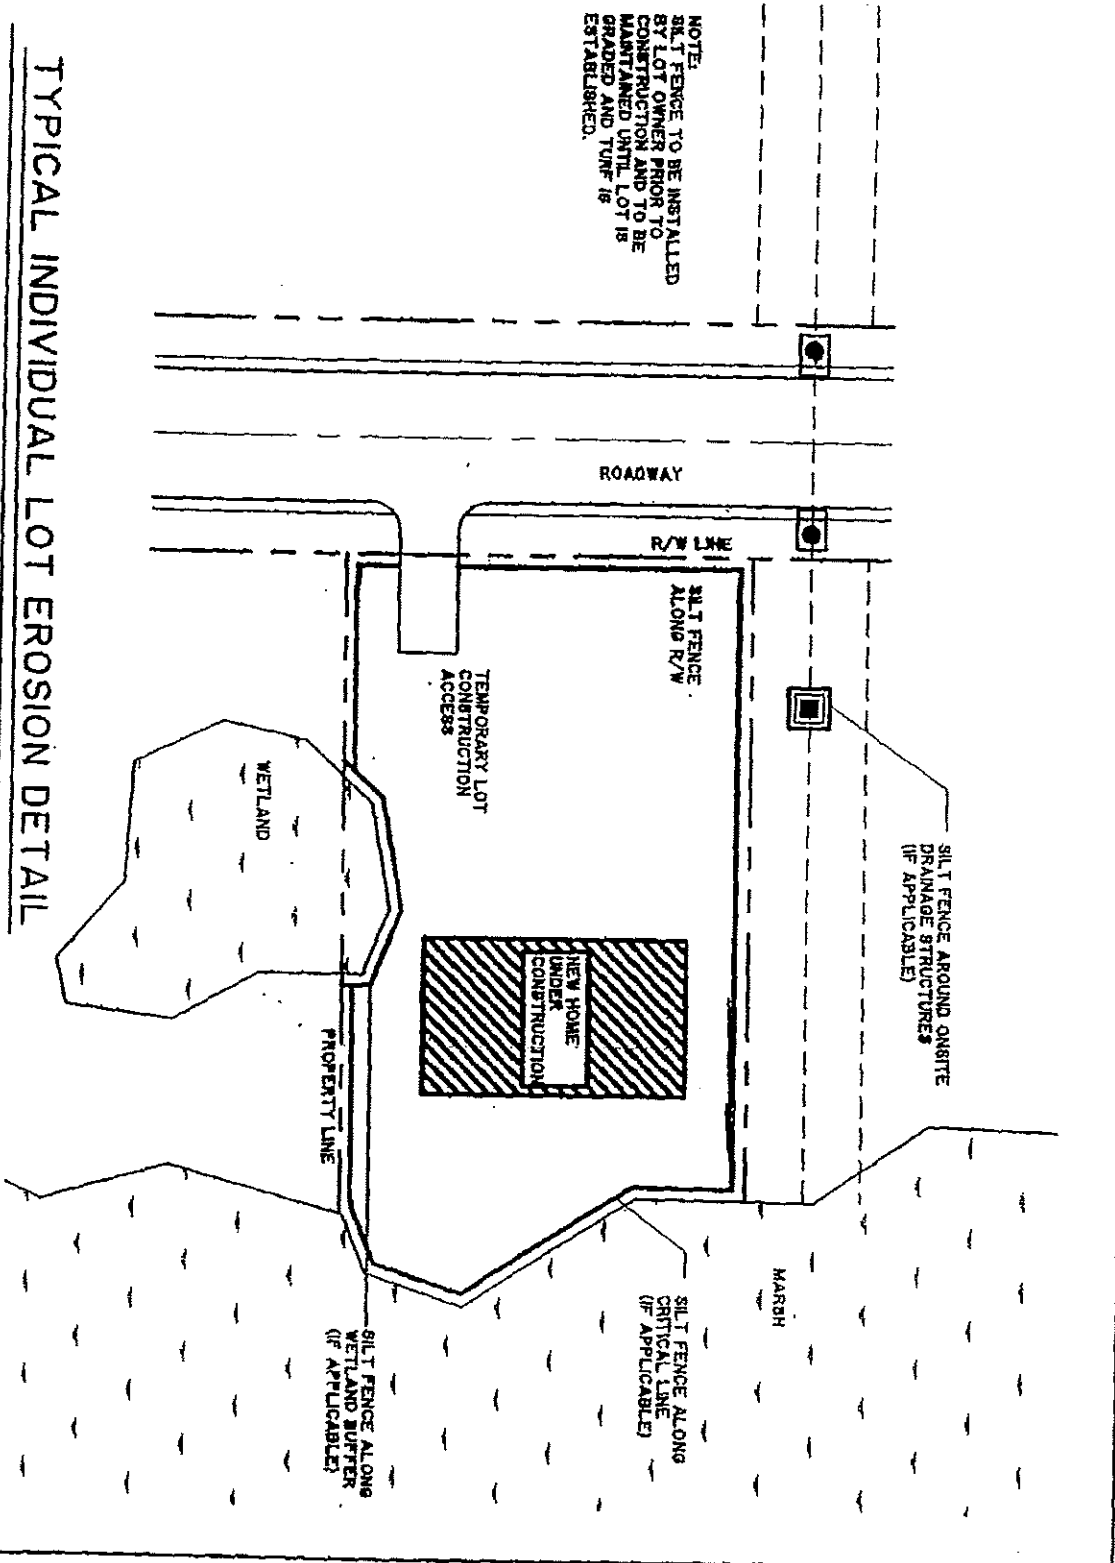 NOTE:
SILT FENCE TO BE INSTALLED
BY LOT OWNER PRIOR TO
CONSTRUCTION AND TO BE
MAINTAINED UNTIL LOT IS
GRADED AND TURF IS
ESTABLISHED.
ROADWAY
R/W LINE
SILT FENCE
ALONG R/W
TEMPORARY LOT
CONSTRUCTION
ACCESS
WETLAND
SILT FENCE AROUND ONSITE
DRAINAGE STRUCTURES
(IF APPLICABLE)
NEW HOME
UNDER
CONSTRUCTION
PROPERTY LINE
MARSH
SILT FENCE ALONG
CRITICAL LINE
(IF APPLICABLE)
SILT FENCE ALONG
WETLAND BUFFER
(IF APPLICABLE)
TYPICAL INDIVIDUAL LOT EROSION DETAIL